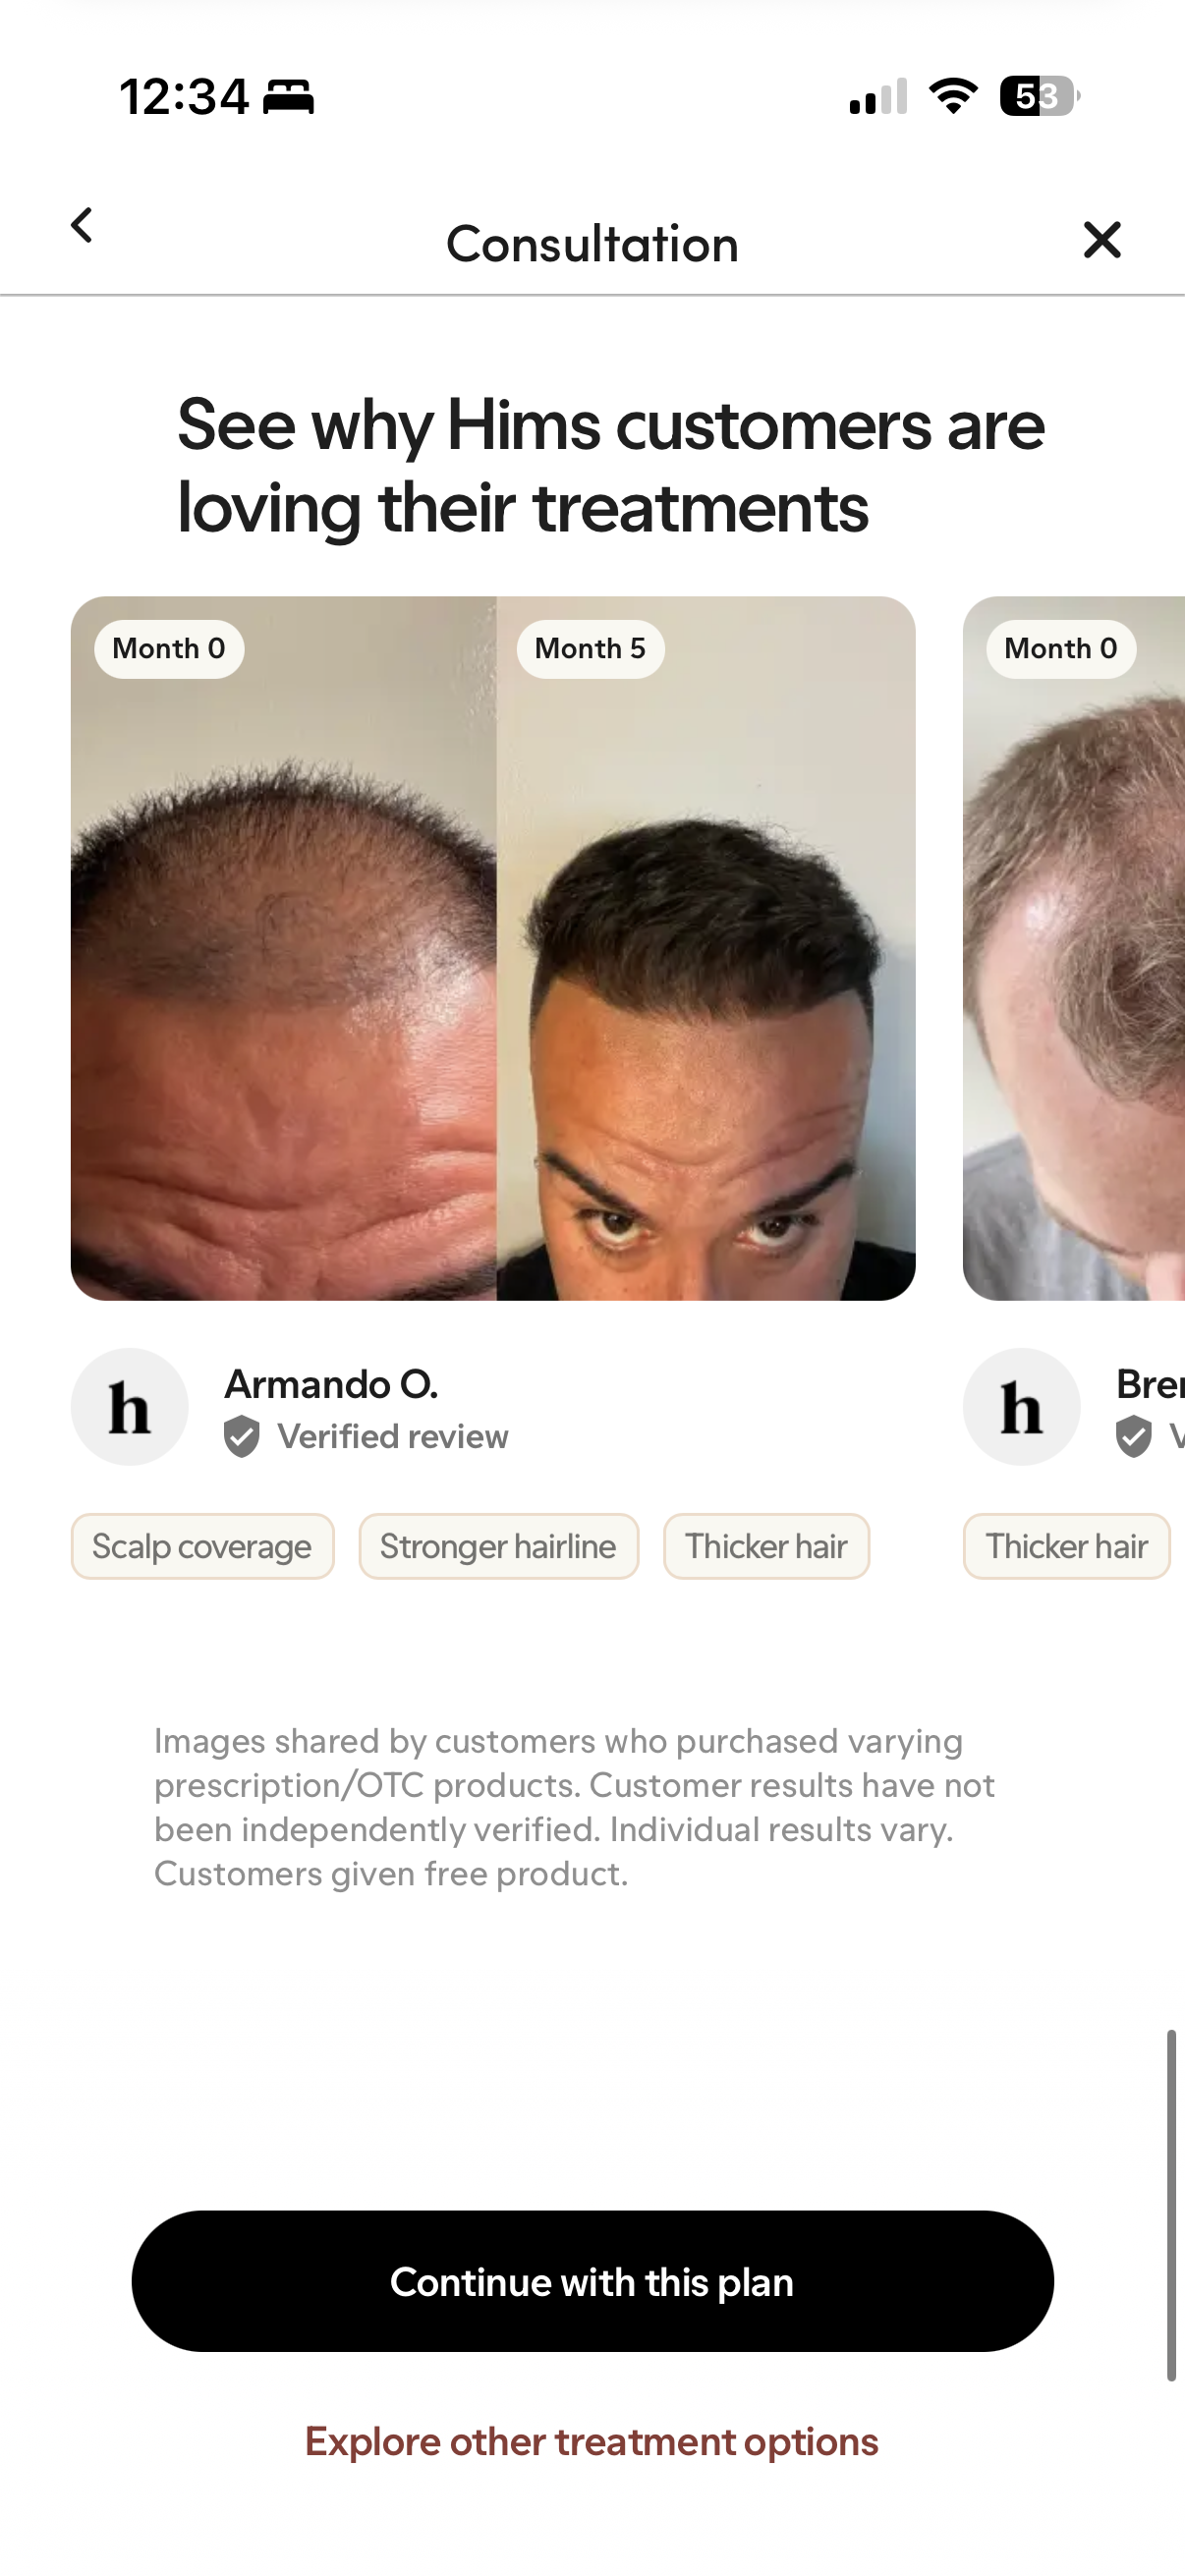 12:34
53
Consultation
See why Hims customers are
loving their treatments
Month 0
Month 5
Month 0
h
Armando O.
Verified review
h
Scalp coverage
Stronger hairline
Thicker hair
Thicker hair
Images shared by customers who purchased varying
prescription/OTC products. Customer results have not
been independently verified. Individual results vary.
Customers given free product.
Continue with this plan
Explore other treatment options